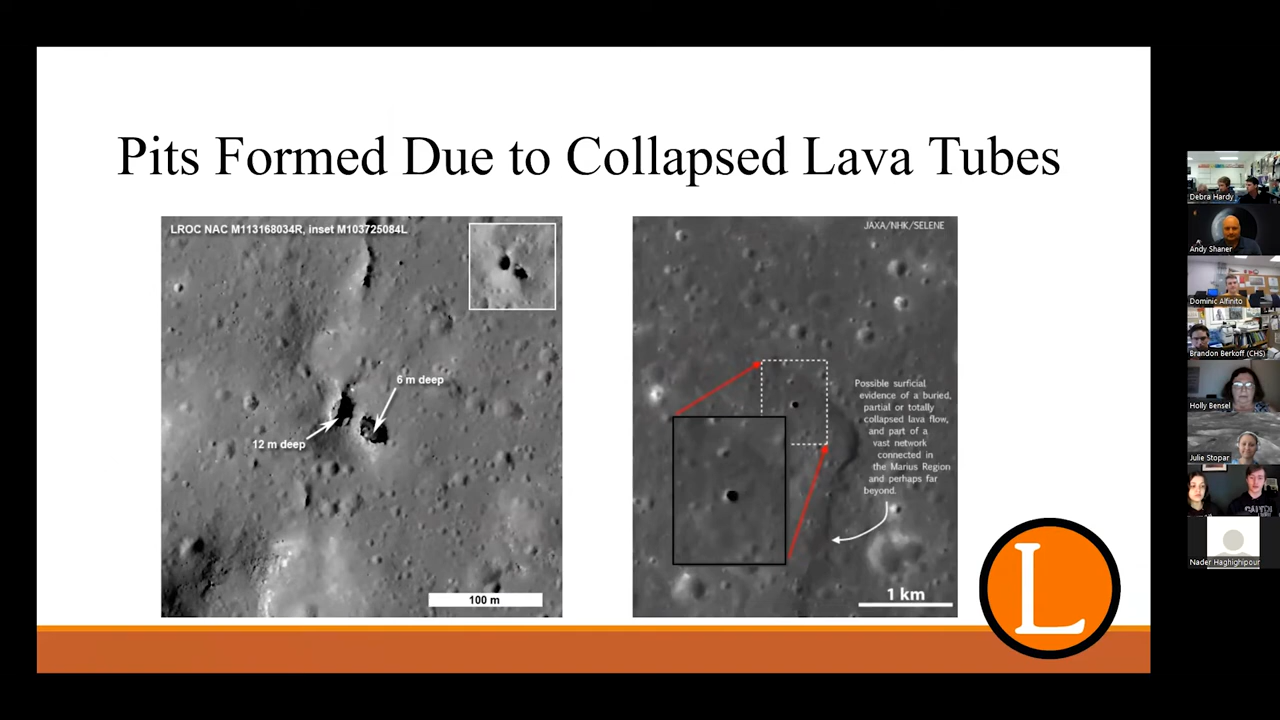 Pits Formed Due to Collapsed Lava Tubes
LROC NAC M113168034R, inset M103725084L
6 m deep
12 m deep
100 m
JAXA/NHK/SELENE
Possible surficial
evidence of a buried,
partial or totally
collapsed lava flow,
and part of a
vast network
connected in
the Marius Region
and perhaps far
beyond.
1 km
L
Debra Hardy
Andy Shaner
Dominic Alfinito
Brandon Berkoff (CHS)
Holly Bensel
Julie Stopar
Nader Haghighipour